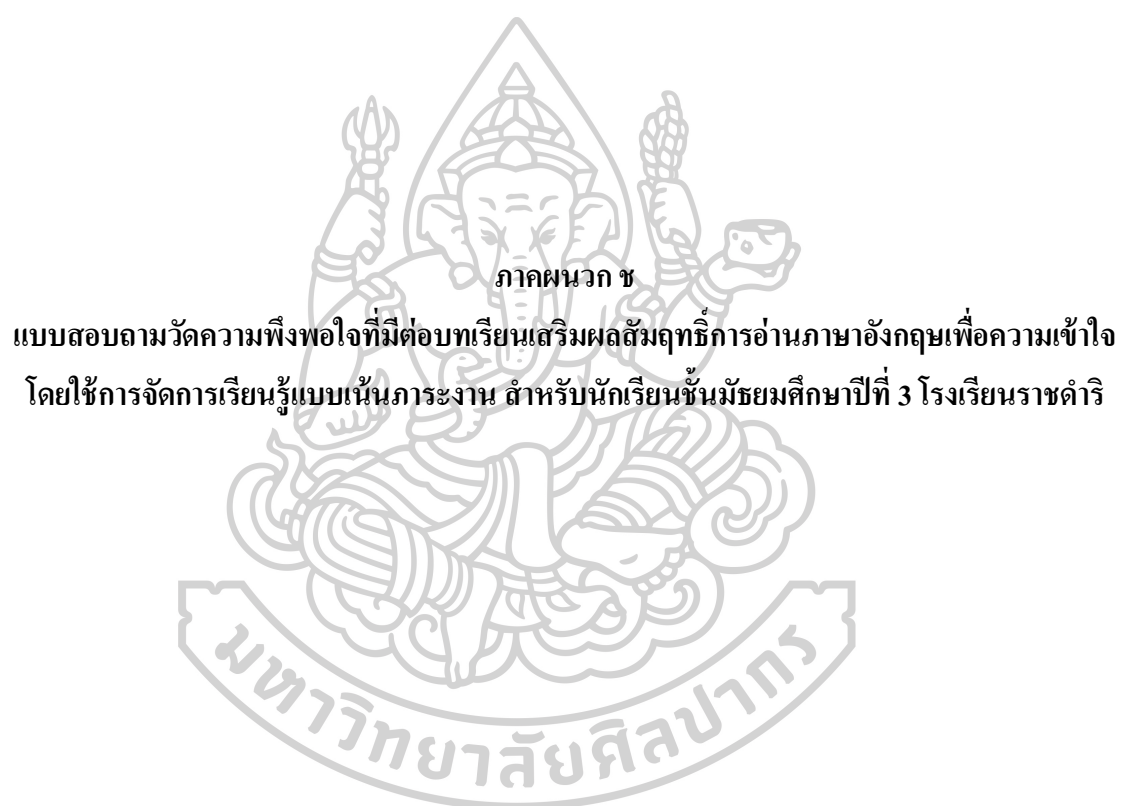 ภาคผนวก ช
แบบสอบถามวัดความพึงพอใจที่มีต่อบทเรียนเสริมผลสัมฤทธิ์การอ่านภาษาอังกฤษเพื่อความเข้าใจ
โดยใช้การจัดการเรียนรู้แบบเน้นภาระงาน สำหรับนักเรียนชั้นมัธยมศึกษาปีที่ 3 โรงเรียนราชดำริ
มหาวิทยาลัยศิลปากร